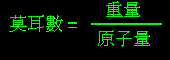 莫耳數 = 重量
原子量